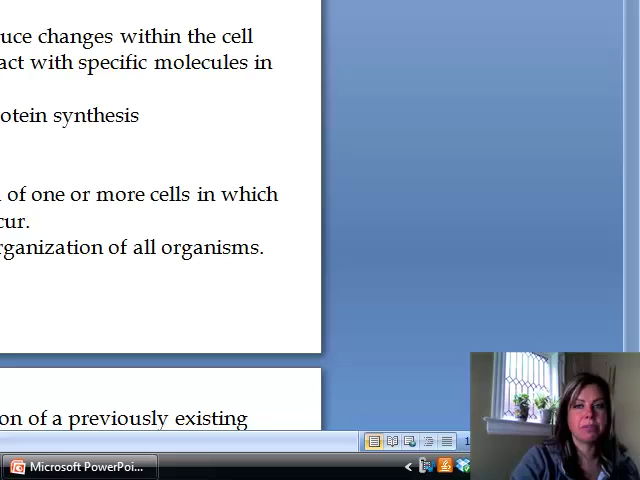 uce changes within the cell
act with specific molecules in
otein synthesis
of one or more cells in which
cur.
rganization of all organisms.
on of a previously existing
Microsoft PowerPoi...